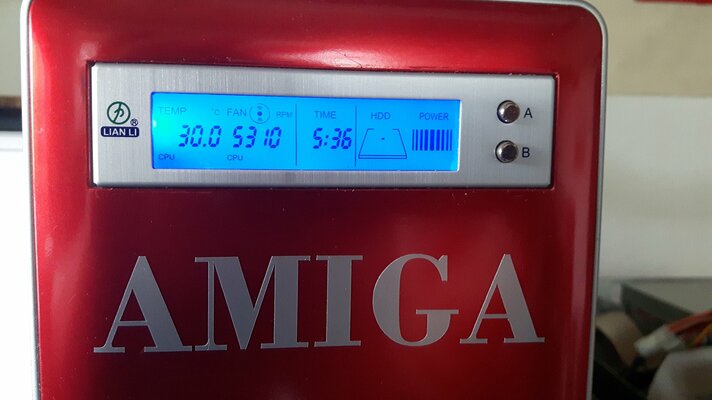 TEMP °C FAN RPM TIME HDD POWER
30.0 5310 5:36
CPU CPU
LIAN LI ®
A
B
AMIGA